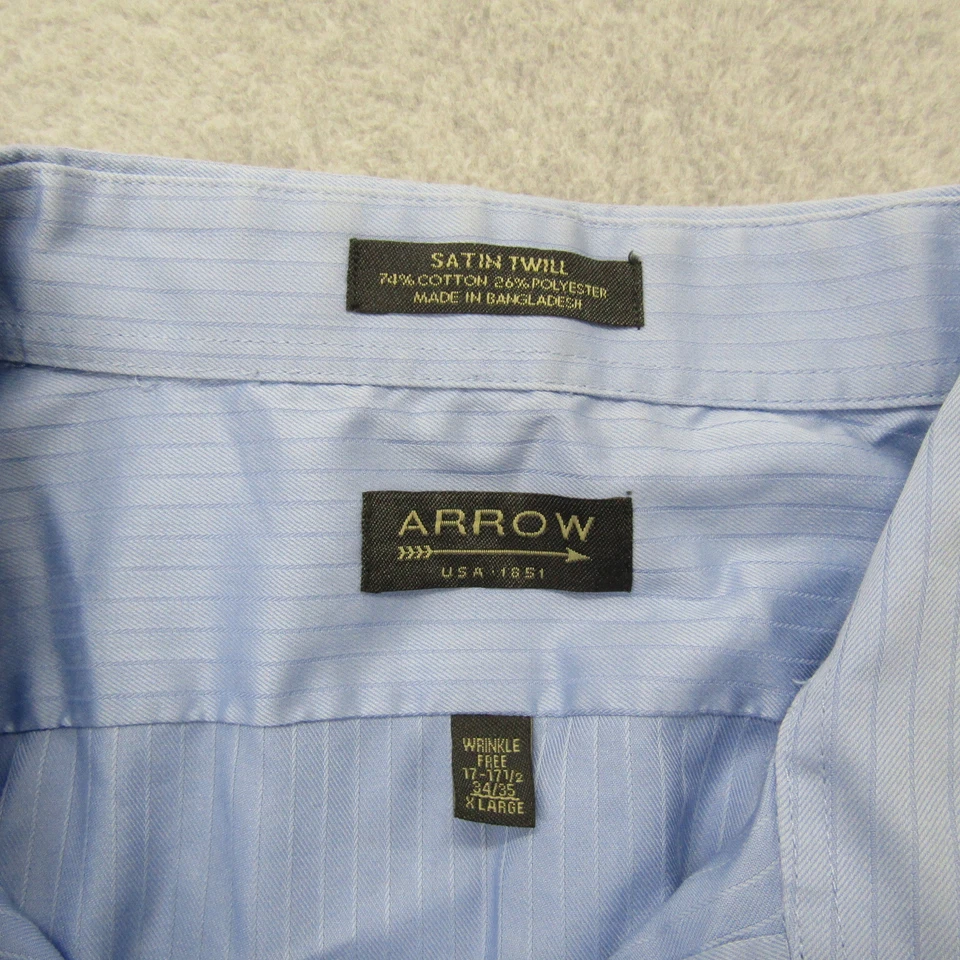 SATIN TWILL
74% COTTON 26% POLYESTER
MADE IN BANGLADESH
ARROW
USA · 1851
WRINKLE
FREE
17-17 1/2
34/35
X LARGE